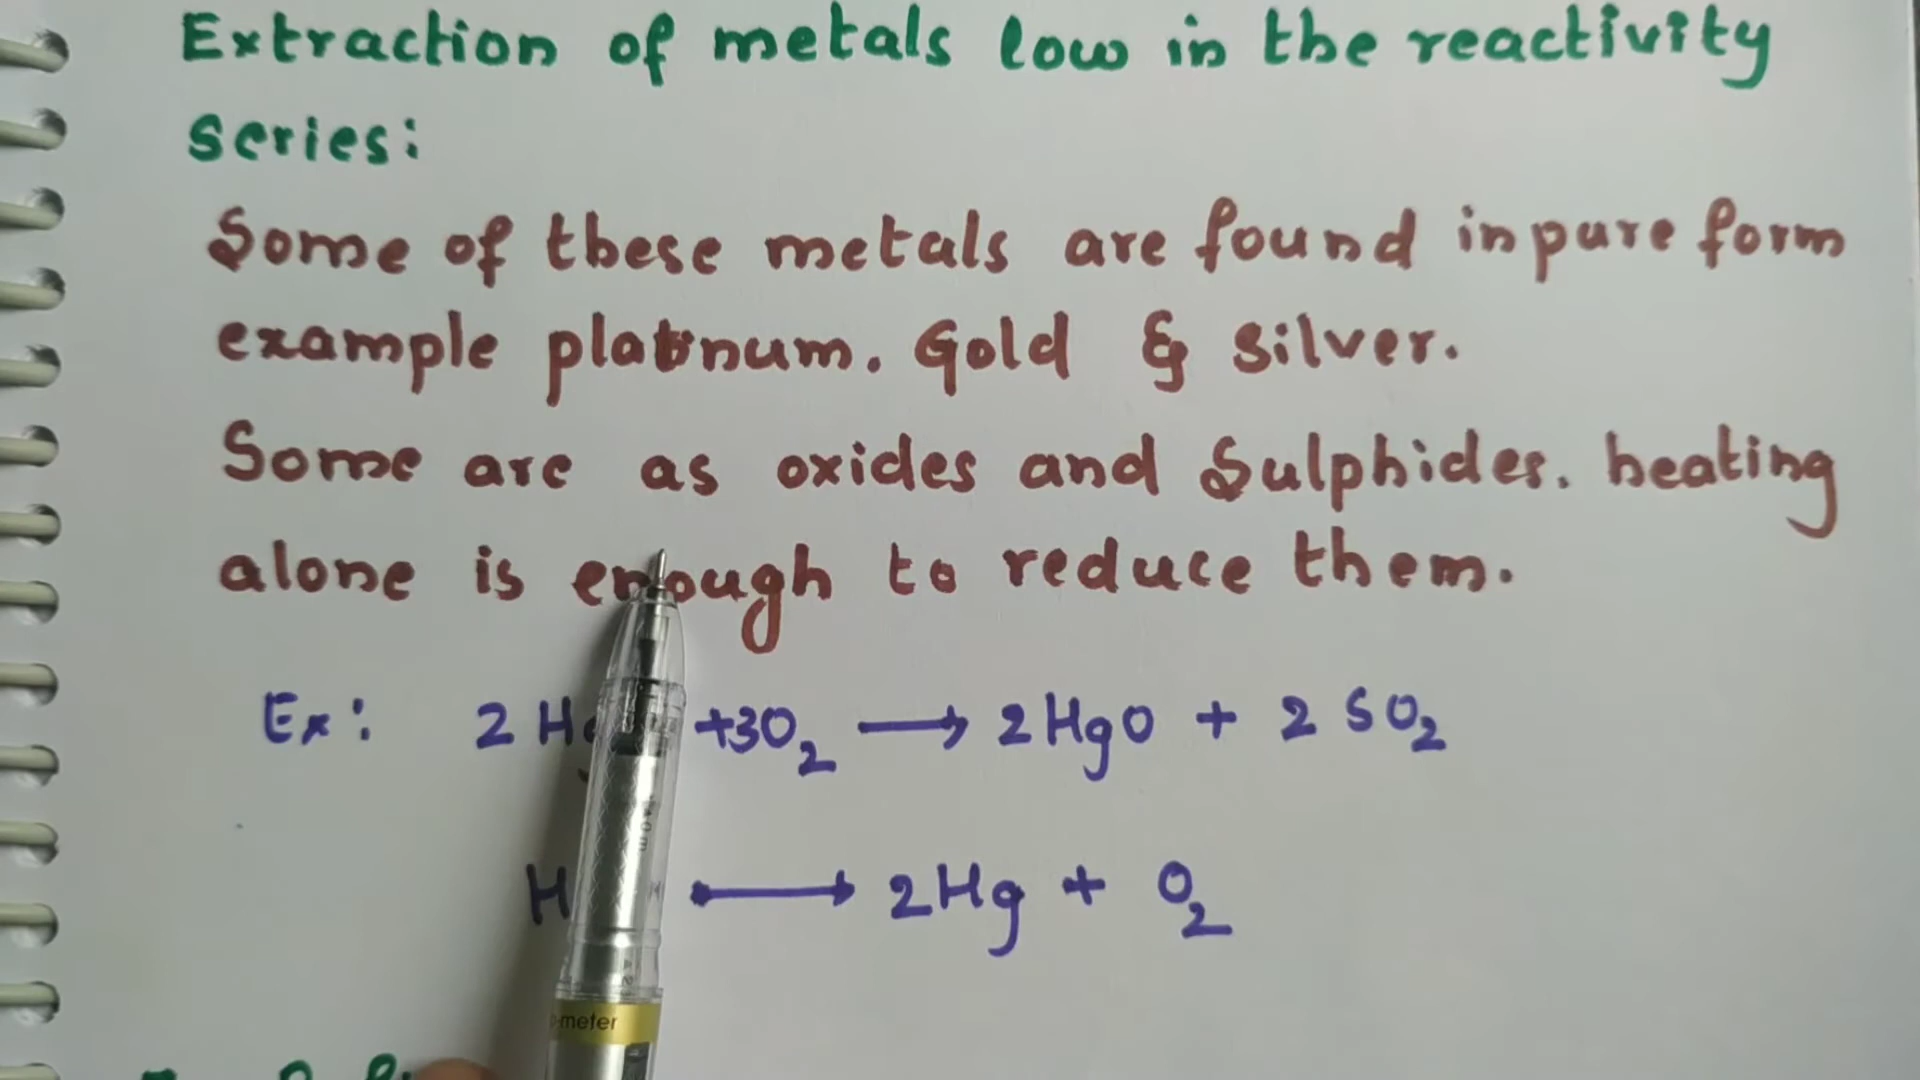 Extraction of metals low in the reactivity
series:
Some of these metals are found in pure form
example platinum. Gold & silver.
Some are as oxides and Sulphides. heating
alone is enough to reduce them.
Ex: 2 Hg +3O₂ → 2HgO + 2 SO₂
H → 2Hg + O₂
-meter